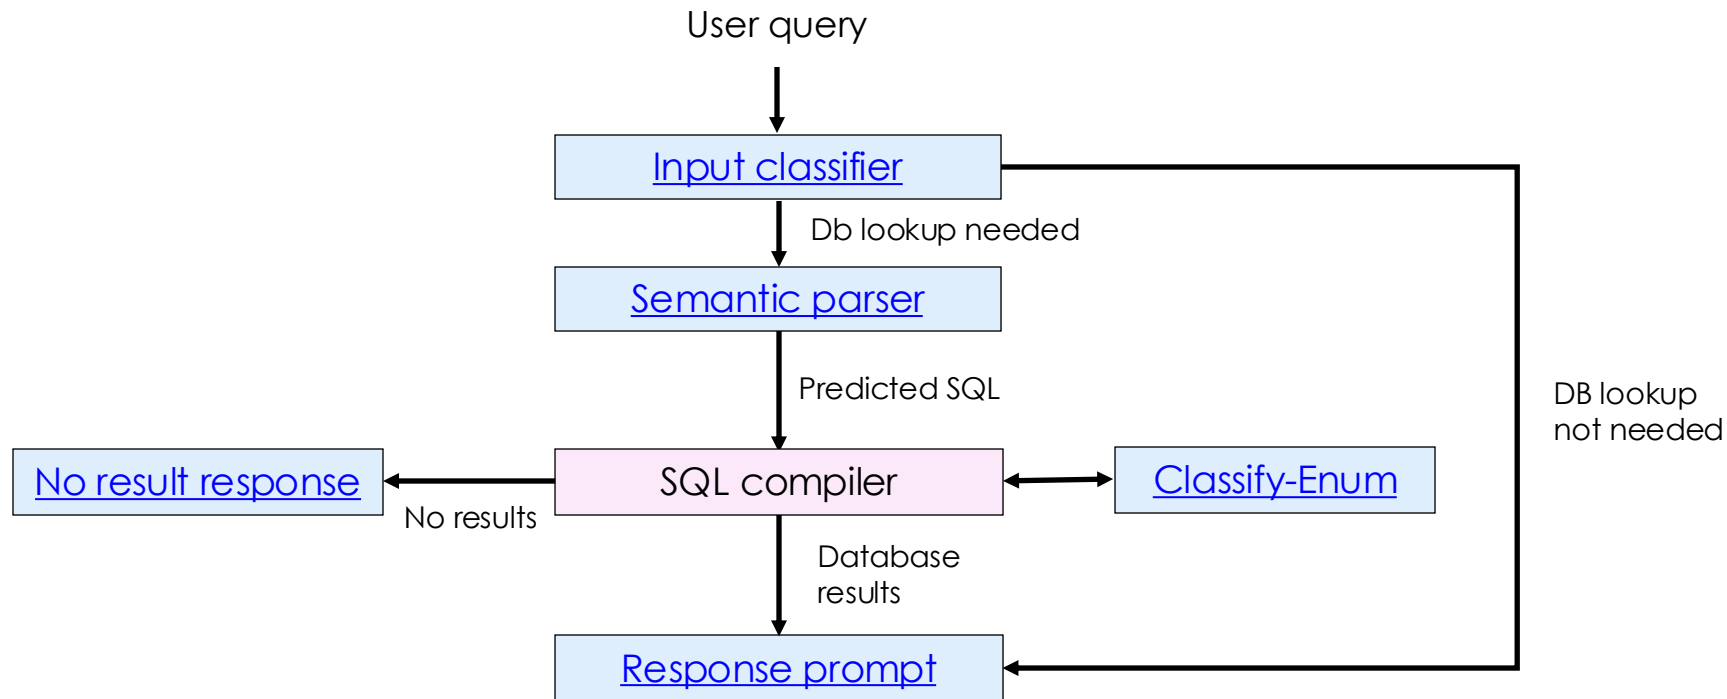 User query
Input classifier
Db lookup needed
Semantic parser
Predicted SQL
DB lookup
not needed
No result response
SQL compiler
Classify-Enum
No results
Database
results
Response prompt